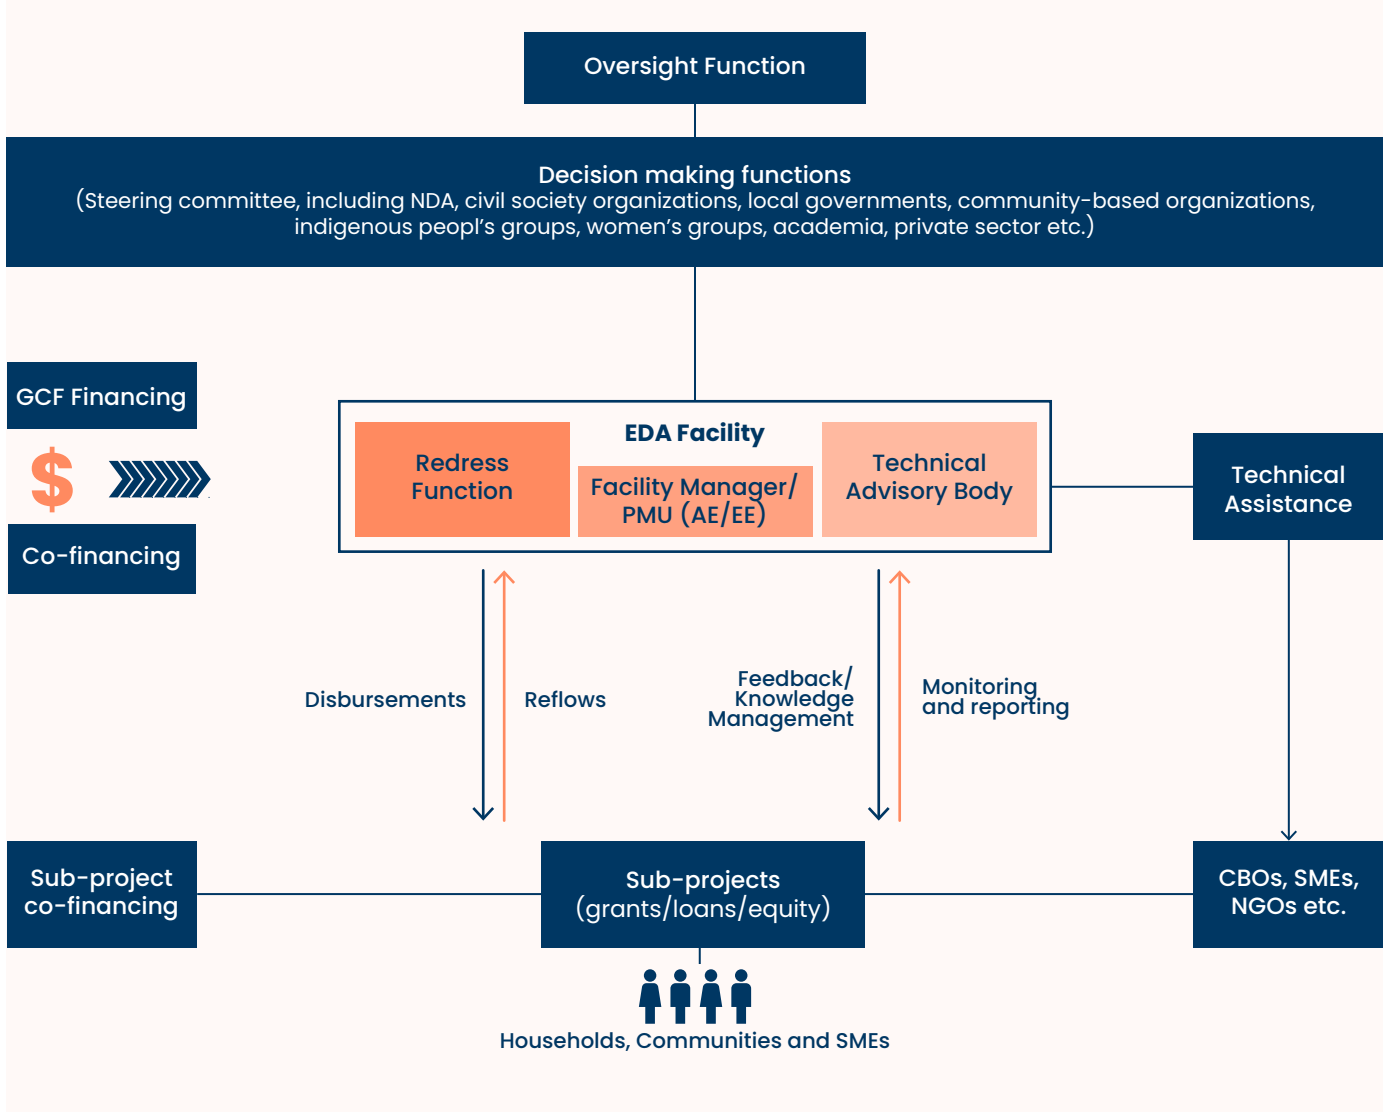 Oversight Function
Decision making functions
(Steering committee, including NDA, civil society organizations, local governments, community-based organizations,
indigenous peopl's groups, women's groups, academia, private sector etc.)
GCF Financing
$
Co-financing
EDA Facility
Redress
Function
Facility Manager/
PMU (AE/EE)
Technical
Advisory Body
Technical
Assistance
Disbursements
Reflows
Feedback/
Knowledge
Management
Monitoring
and reporting
Sub-project
co-financing
Sub-projects
(grants/loans/equity)
CBOs, SMEs,
NGOs etc.
Households, Communities and SMEs